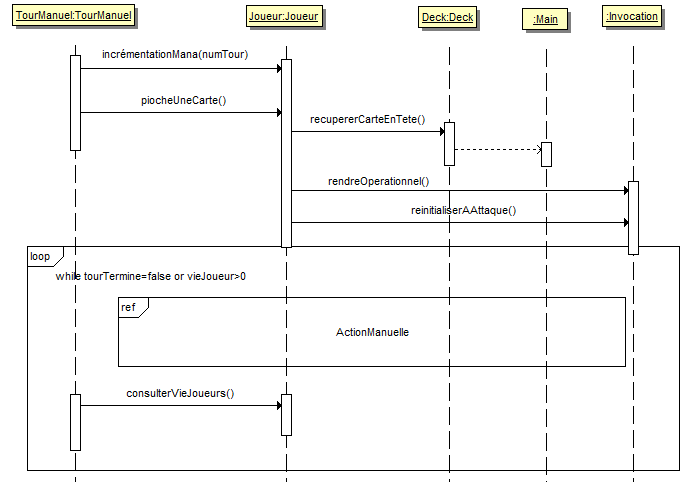 TourManuel:TourManuel
Joueur:Joueur
Deck:Deck
:Main
:Invocation
incrémentationMana(numTour)
piocheUneCarte()
recupererCarteEnTete()
rendreOperationnel()
reinitialiserAAttaque()
loop
while tourTermine=false or vieJoueur>0
ref
ActionManuelle
consulterVieJoueurs()